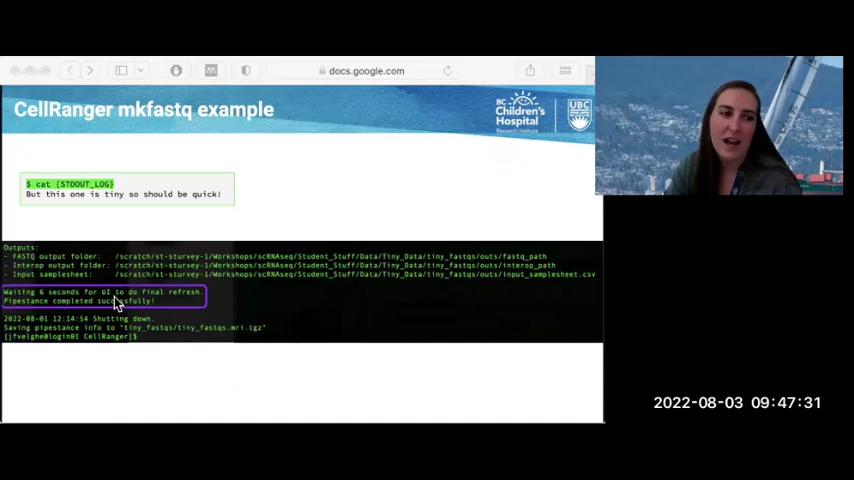 docs.google.com
CellRanger mkfastq example
BC
Children's
Hospital
Research Institute
UBC
$ cat {STDOUT_LOG}
But this one is tiny so should be quick!
Outputs:
- FASTQ output folder: /scratch/st-sturvey-1/Workshops/scRNAseq/Student_Stuff/Data/Tiny_Data/tiny_fastqs/outs/fastq_path
- Interop output folder: /scratch/st-sturvey-1/Workshops/scRNAseq/Student_Stuff/Data/Tiny_Data/tiny_fastqs/outs/interop_path
- Input samplesheet: /scratch/st-sturvey-1/Workshops/scRNAseq/Student_Stuff/Data/Tiny_Data/tiny_fastqs/outs/input_samplesheet.csv
Waiting 6 seconds for UI to do final refresh.
Pipestance completed successfully!
2022-08-01 12:14:54 Shutting down.
Saving pipestance info to "tiny_fastqs/tiny_fastqs.mri.tgz"
[jfvelghe@login01 CellRanger]$
2022-08-03 09:47:31